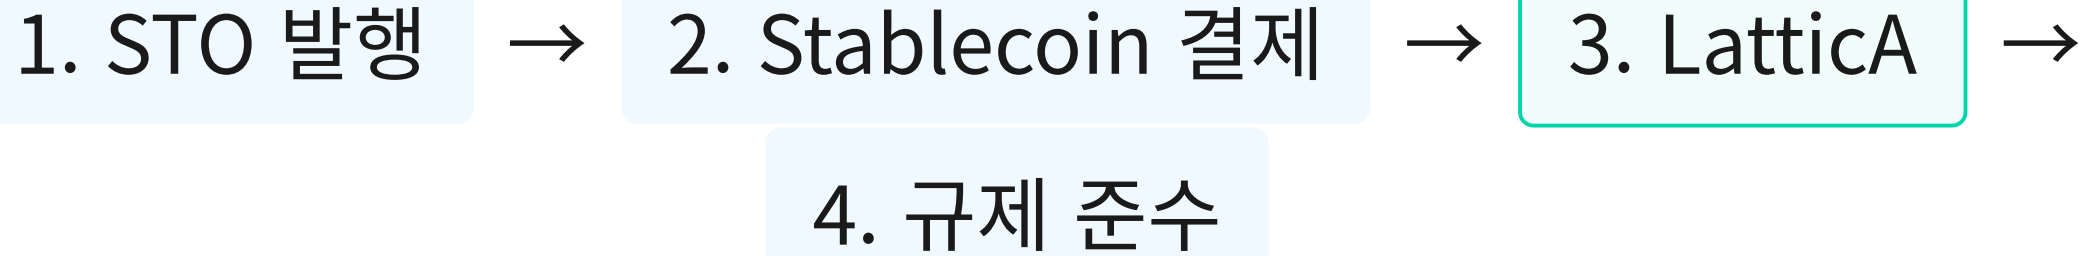 1. STO 발행 → 2. Stablecoin 결제 → 3. LatticA →
4. 규제 준수